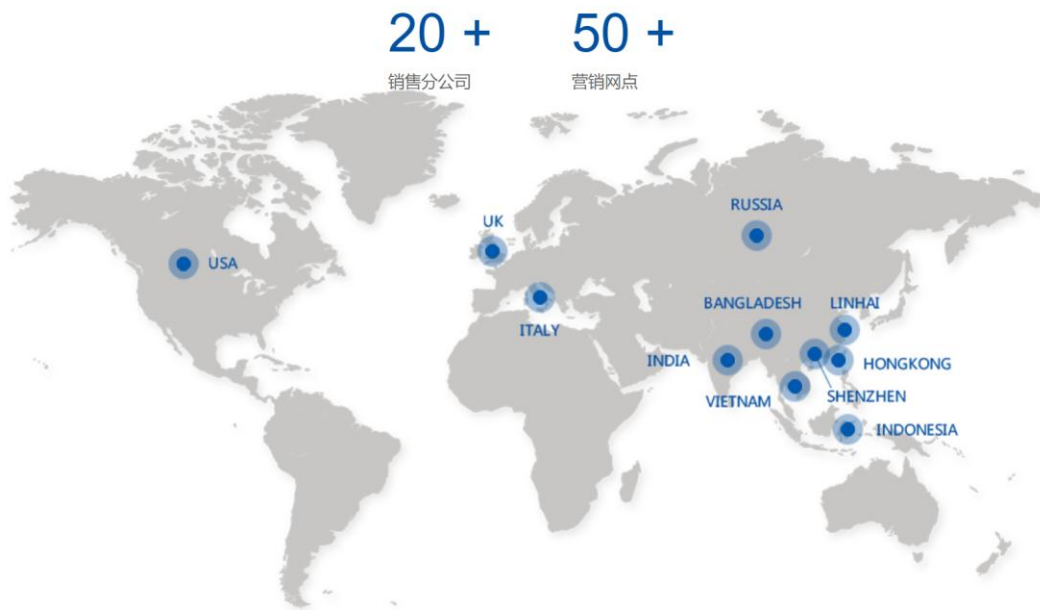 20 +
50 +
销售分公司
营销网点
UK
RUSSIA
USA
BANGLADESH
LINHAI
ITALY
INDIA
HONGKONG
VIETNAM
SHENZHEN
INDONESIA